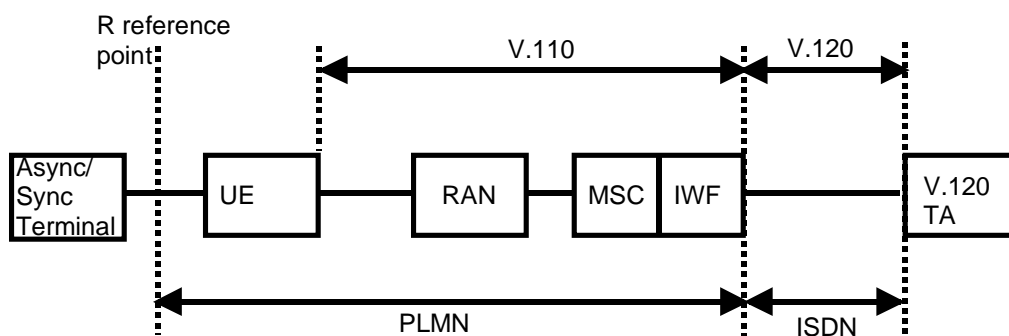 R reference
point
V.110
V.120
Async/
Sync
Terminal
UE
RAN
MSC
IWF
V.120
TA
PLMN
ISDN